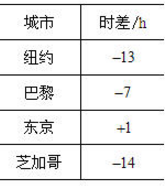 城市 时差/h
纽约 –13
巴黎 –7
东京 +1
芝加哥 –14